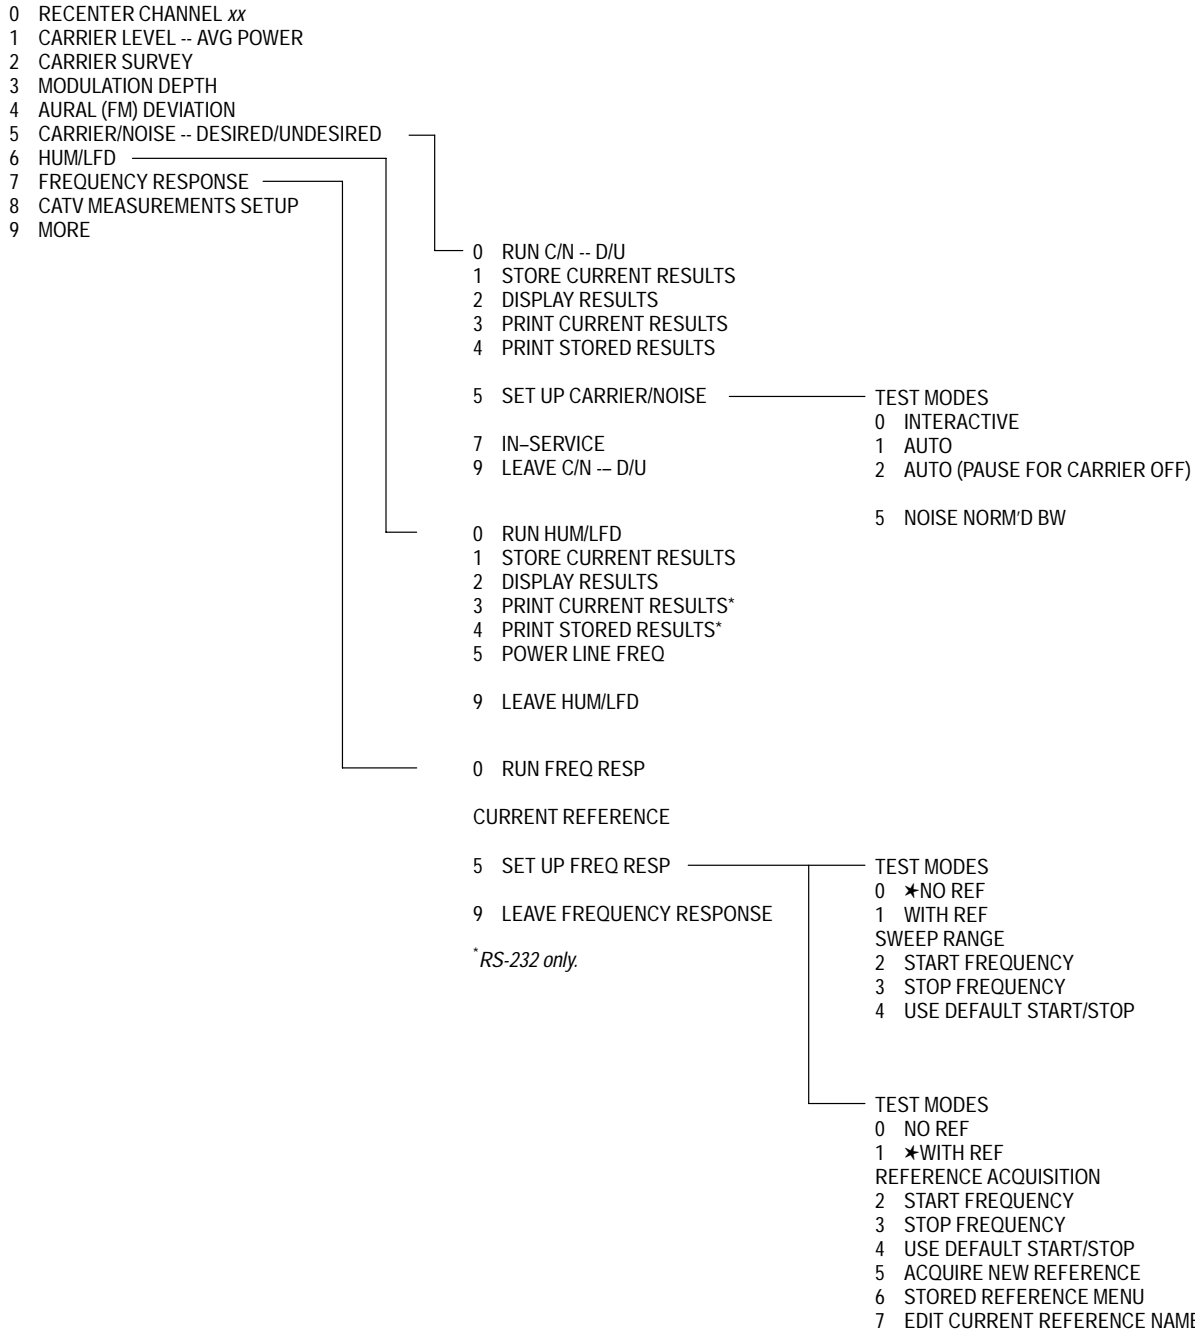 0 RECENTER CHANNEL xx
1 CARRIER LEVEL -- AVG POWER
2 CARRIER SURVEY
3 MODULATION DEPTH
4 AURAL (FM) DEVIATION
5 CARRIER/NOISE -- DESIRED/UNDESIRED
6 HUM/LFD
7 FREQUENCY RESPONSE
8 CATV MEASUREMENTS SETUP
9 MORE
0 RUN C/N -- D/U
1 STORE CURRENT RESULTS
2 DISPLAY RESULTS
3 PRINT CURRENT RESULTS
4 PRINT STORED RESULTS
5 SET UP CARRIER/NOISE
7 IN–SERVICE
9 LEAVE C/N -– D/U
TEST MODES
0 INTERACTIVE
1 AUTO
2 AUTO (PAUSE FOR CARRIER OFF)
5 NOISE NORM'D BW
0 RUN HUM/LFD
1 STORE CURRENT RESULTS
2 DISPLAY RESULTS
3 PRINT CURRENT RESULTS*
4 PRINT STORED RESULTS*
5 POWER LINE FREQ
9 LEAVE HUM/LFD
0 RUN FREQ RESP
CURRENT REFERENCE
5 SET UP FREQ RESP
9 LEAVE FREQUENCY RESPONSE
*RS-232 only.
TEST MODES
0 ★NO REF
1 WITH REF
SWEEP RANGE
2 START FREQUENCY
3 STOP FREQUENCY
4 USE DEFAULT START/STOP
TEST MODES
0 NO REF
1 ★WITH REF
REFERENCE ACQUISITION
2 START FREQUENCY
3 STOP FREQUENCY
4 USE DEFAULT START/STOP
5 ACQUIRE NEW REFERENCE
6 STORED REFERENCE MENU
7 EDIT CURRENT REFERENCE NAME